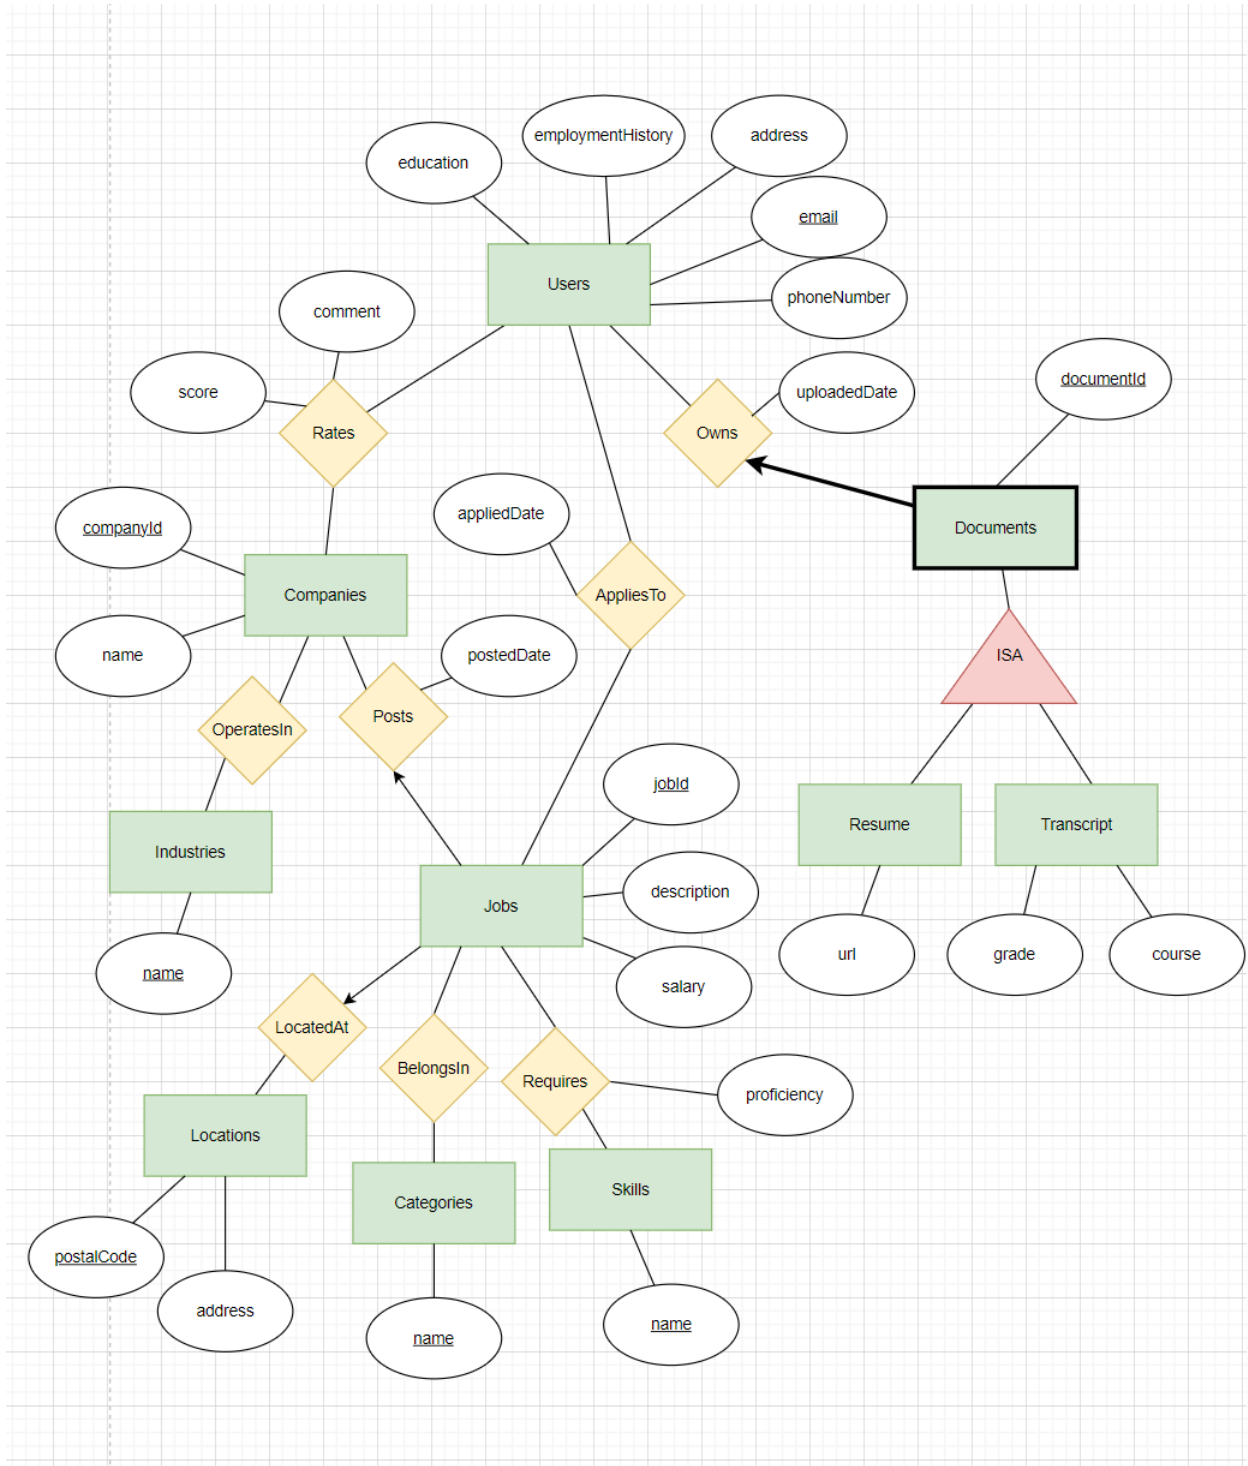 employmentHistory
address
education
email
Users
phoneNumber
comment
documentId
score
uploadedDate
Rates
Owns
appliedDate
companyId
Documents
Companies
AppliesTo
name
postedDate
ISA
Posts
OperatesIn
jobId
Resume
Transcript
Industries
description
Jobs
url
grade
course
name
salary
LocatedAt
BelongsIn
Requires
proficiency
Locations
Skills
Categories
postalCode
address
name
name